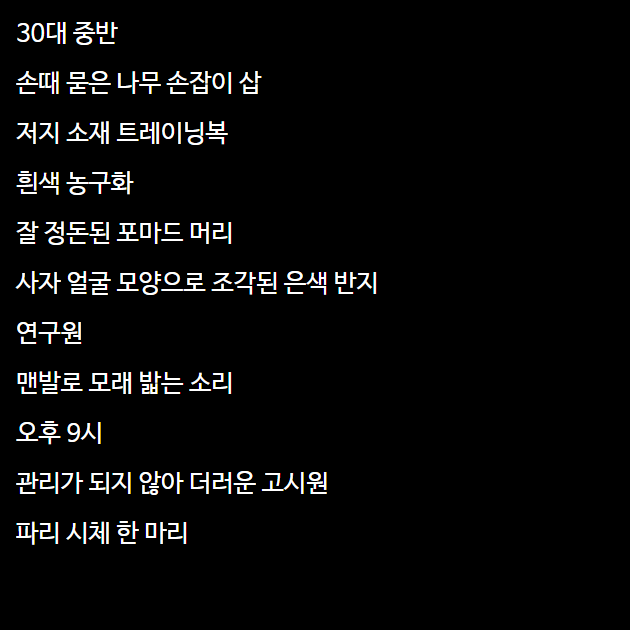 30대 중반
손때 묻은 나무 손잡이 삽
저지 소재 트레이닝복
흰색 농구화
잘 정돈된 포마드 머리
사자 얼굴 모양으로 조각된 은색 반지
연구원
맨발로 모래 밟는 소리
오후 9시
관리가 되지 않아 더러운 고시원
파리 시체 한 마리